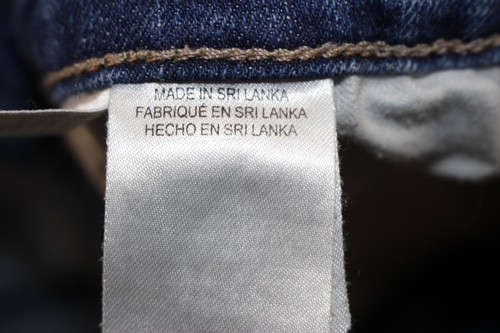 MADE IN SRI LANKA
FABRIQUÉ EN SRI LANKA
HECHO EN SRI LANKA